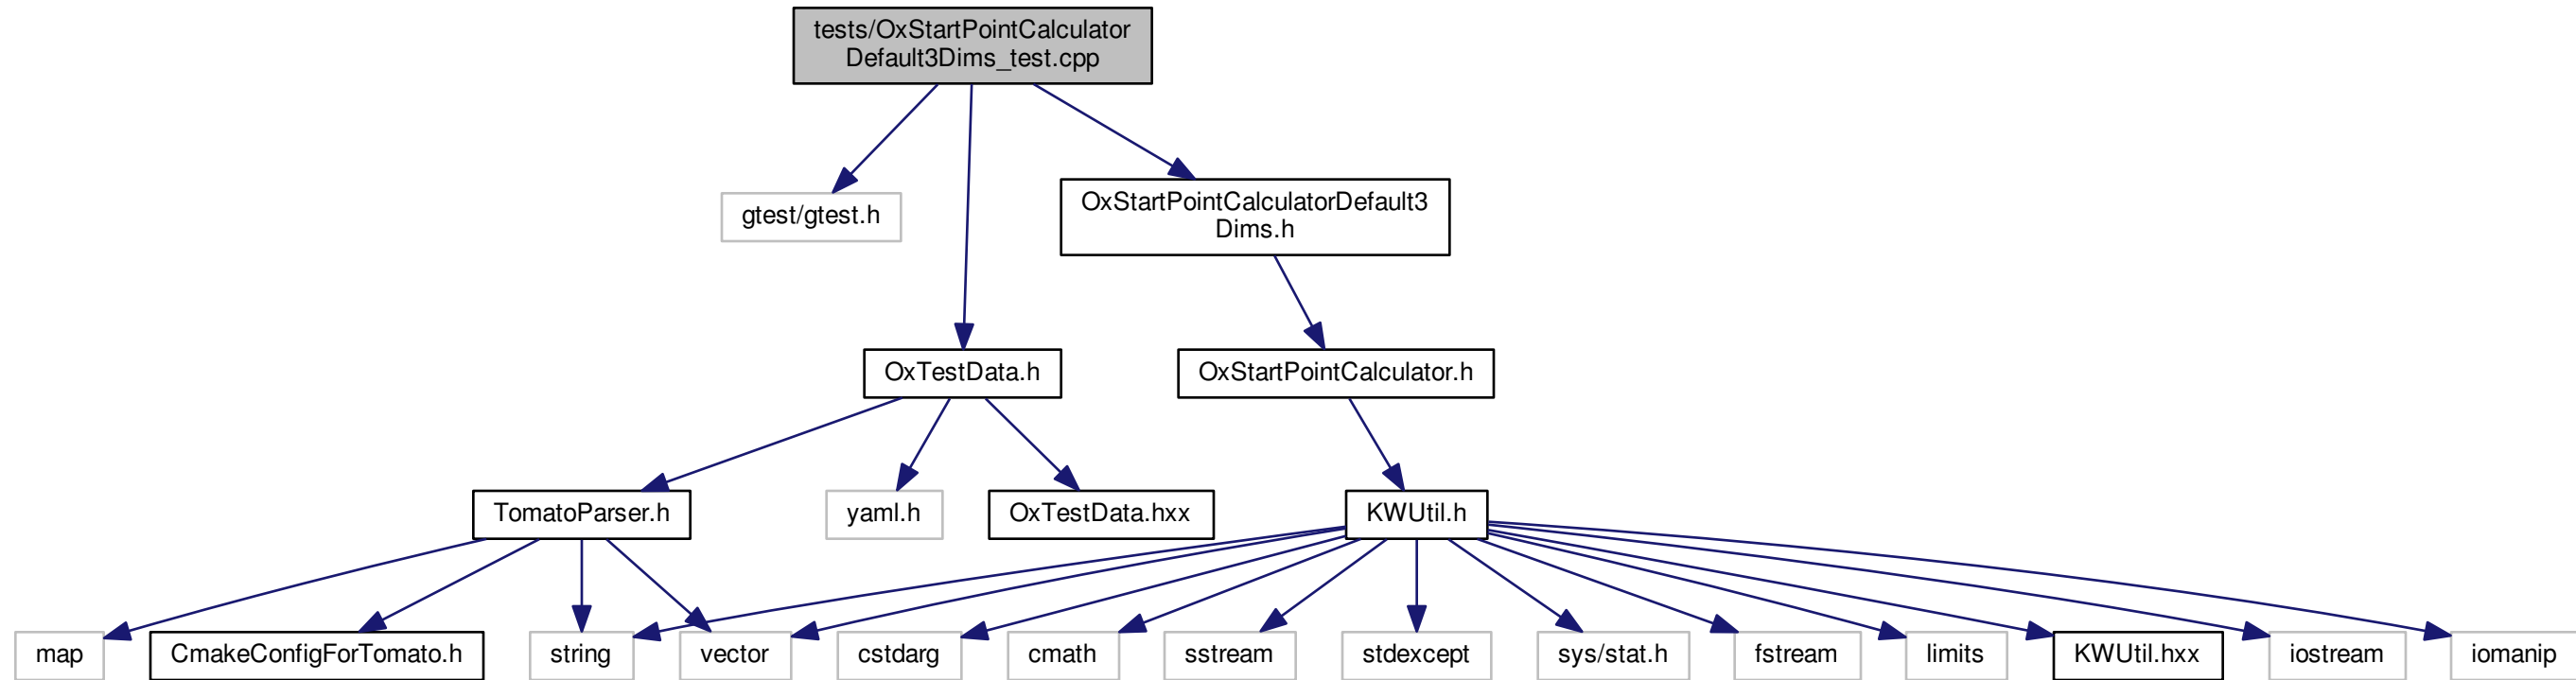 tests/OxStartPointCalculator
Default3Dims_test.cpp
gtest/gtest.h
OxStartPointCalculatorDefault3
Dims.h
OxTestData.h
OxStartPointCalculator.h
TomatoParser.h
yaml.h
OxTestData.hxx
KWUtil.h
map
CmakeConfigForTomato.h
string
vector
cstdarg
cmath
sstream
stdexcept
sys/stat.h
fstream
limits
KWUtil.hxx
iostream
iomanip